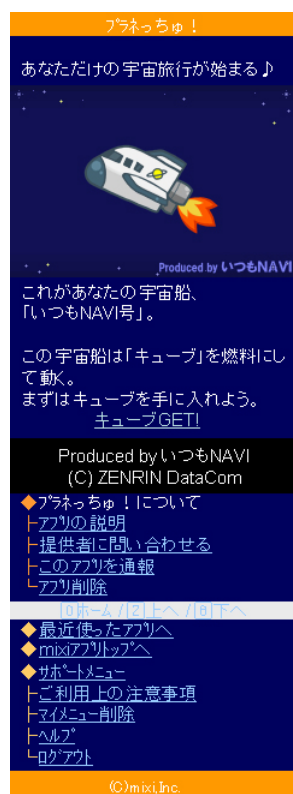 ﾌﾟﾗﾈっちゅ！
あなただけの宇宙旅行が始まる♪
Produced by いつもNAVI
これがあなたの宇宙船、
「いつもNAVI号」。
この宇宙船は「キューブ」を燃料にし
て動く。
まずはキューブを手に入れよう。
キューブGET!
Produced by いつもNAVI
(C) ZENRIN DataCom
◆ﾌﾟﾗﾈっちゅ！について
├ｱﾌﾟﾘの説明
├提供者に問い合わせる
├このｱﾌﾟﾘを通報
└ｱﾌﾟﾘ削除
[0]ホーム/[2]上へ/[8]下へ
◆最近使ったｱﾌﾟﾘへ
◆mixiｱﾌﾟﾘﾄｯﾌﾟへ
◆ｻﾎﾟｰﾄﾒﾆｭｰ
├ご利用上の注意事項
├ﾏｲﾒﾆｭｰ削除
├ﾍﾙﾌﾟ
└ﾛｸﾞｱｳﾄ
(C)mixi,Inc.